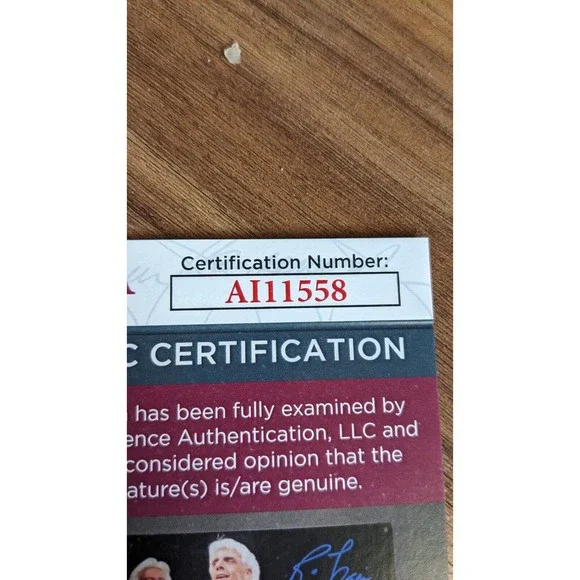 Certification Number:
A AI11558
C CERTIFICATION
has been fully examined by
ence Authentication, LLC and
considered opinion that the
ature(s) is/are genuine.